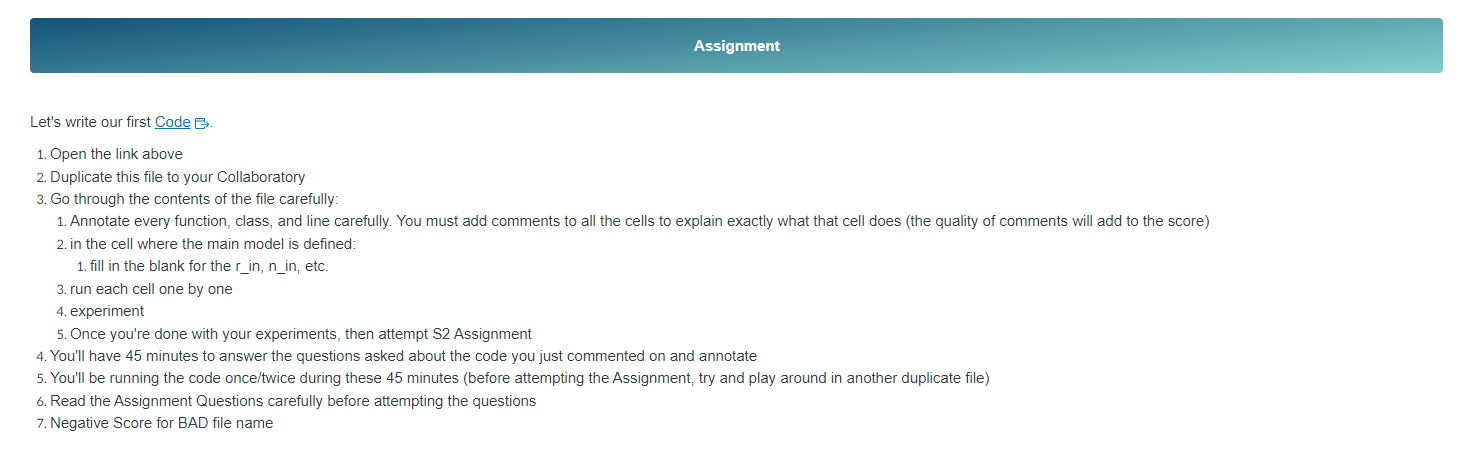 Assignment
Let's write our first Code.
1. Open the link above
2. Duplicate this file to your Collaboratory
3. Go through the contents of the file carefully:
1. Annotate every function, class, and line carefully. You must add comments to all the cells to explain exactly what that cell does (the quality of comments will add to the score)
2. in the cell where the main model is defined:
1. fill in the blank for the r_in, n_in, etc.
3. run each cell one by one
4. experiment
5. Once you're done with your experiments, then attempt S2 Assignment
4. You'll have 45 minutes to answer the questions asked about the code you just commented on and annotate
5. You'll be running the code once/twice during these 45 minutes (before attempting the Assignment, try and play around in another duplicate file)
6. Read the Assignment Questions carefully before attempting the questions
7. Negative Score for BAD file name